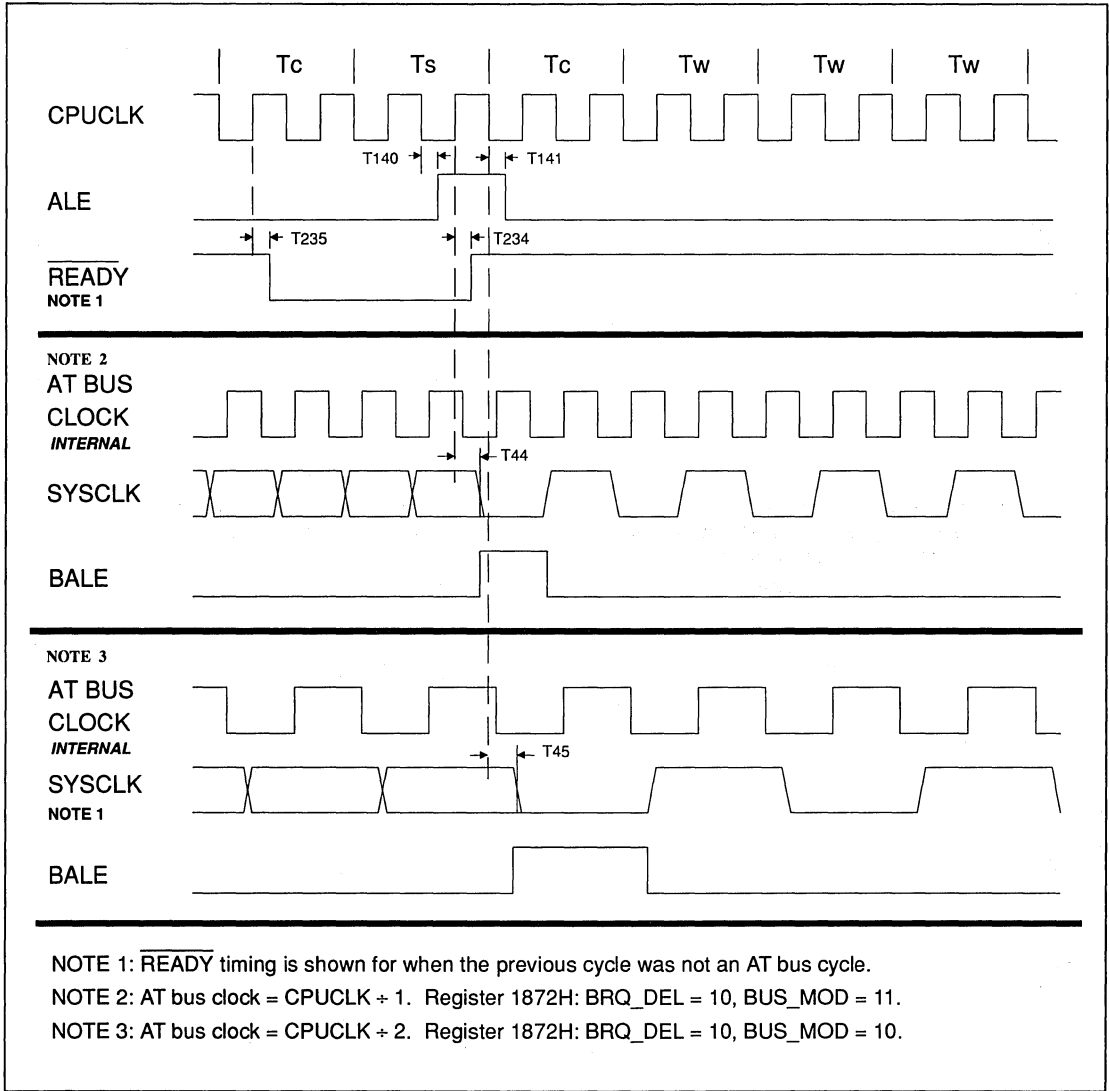 Tc Ts Tc Tw Tw Tw
CPUCLK
T140 T141
ALE
T235 T234
READY
NOTE 1
NOTE 2
AT BUS
CLOCK
INTERNAL
T44
SYSCLK
BALE
NOTE 3
AT BUS
CLOCK
INTERNAL
T45
SYSCLK
NOTE 1
BALE
NOTE 1: READY timing is shown for when the previous cycle was not an AT bus cycle.
NOTE 2: AT bus clock = CPUCLK ÷ 1. Register 1872H: BRQ_DEL = 10, BUS_MOD = 11.
NOTE 3: AT bus clock = CPUCLK ÷ 2. Register 1872H: BRQ_DEL = 10, BUS_MOD = 10.